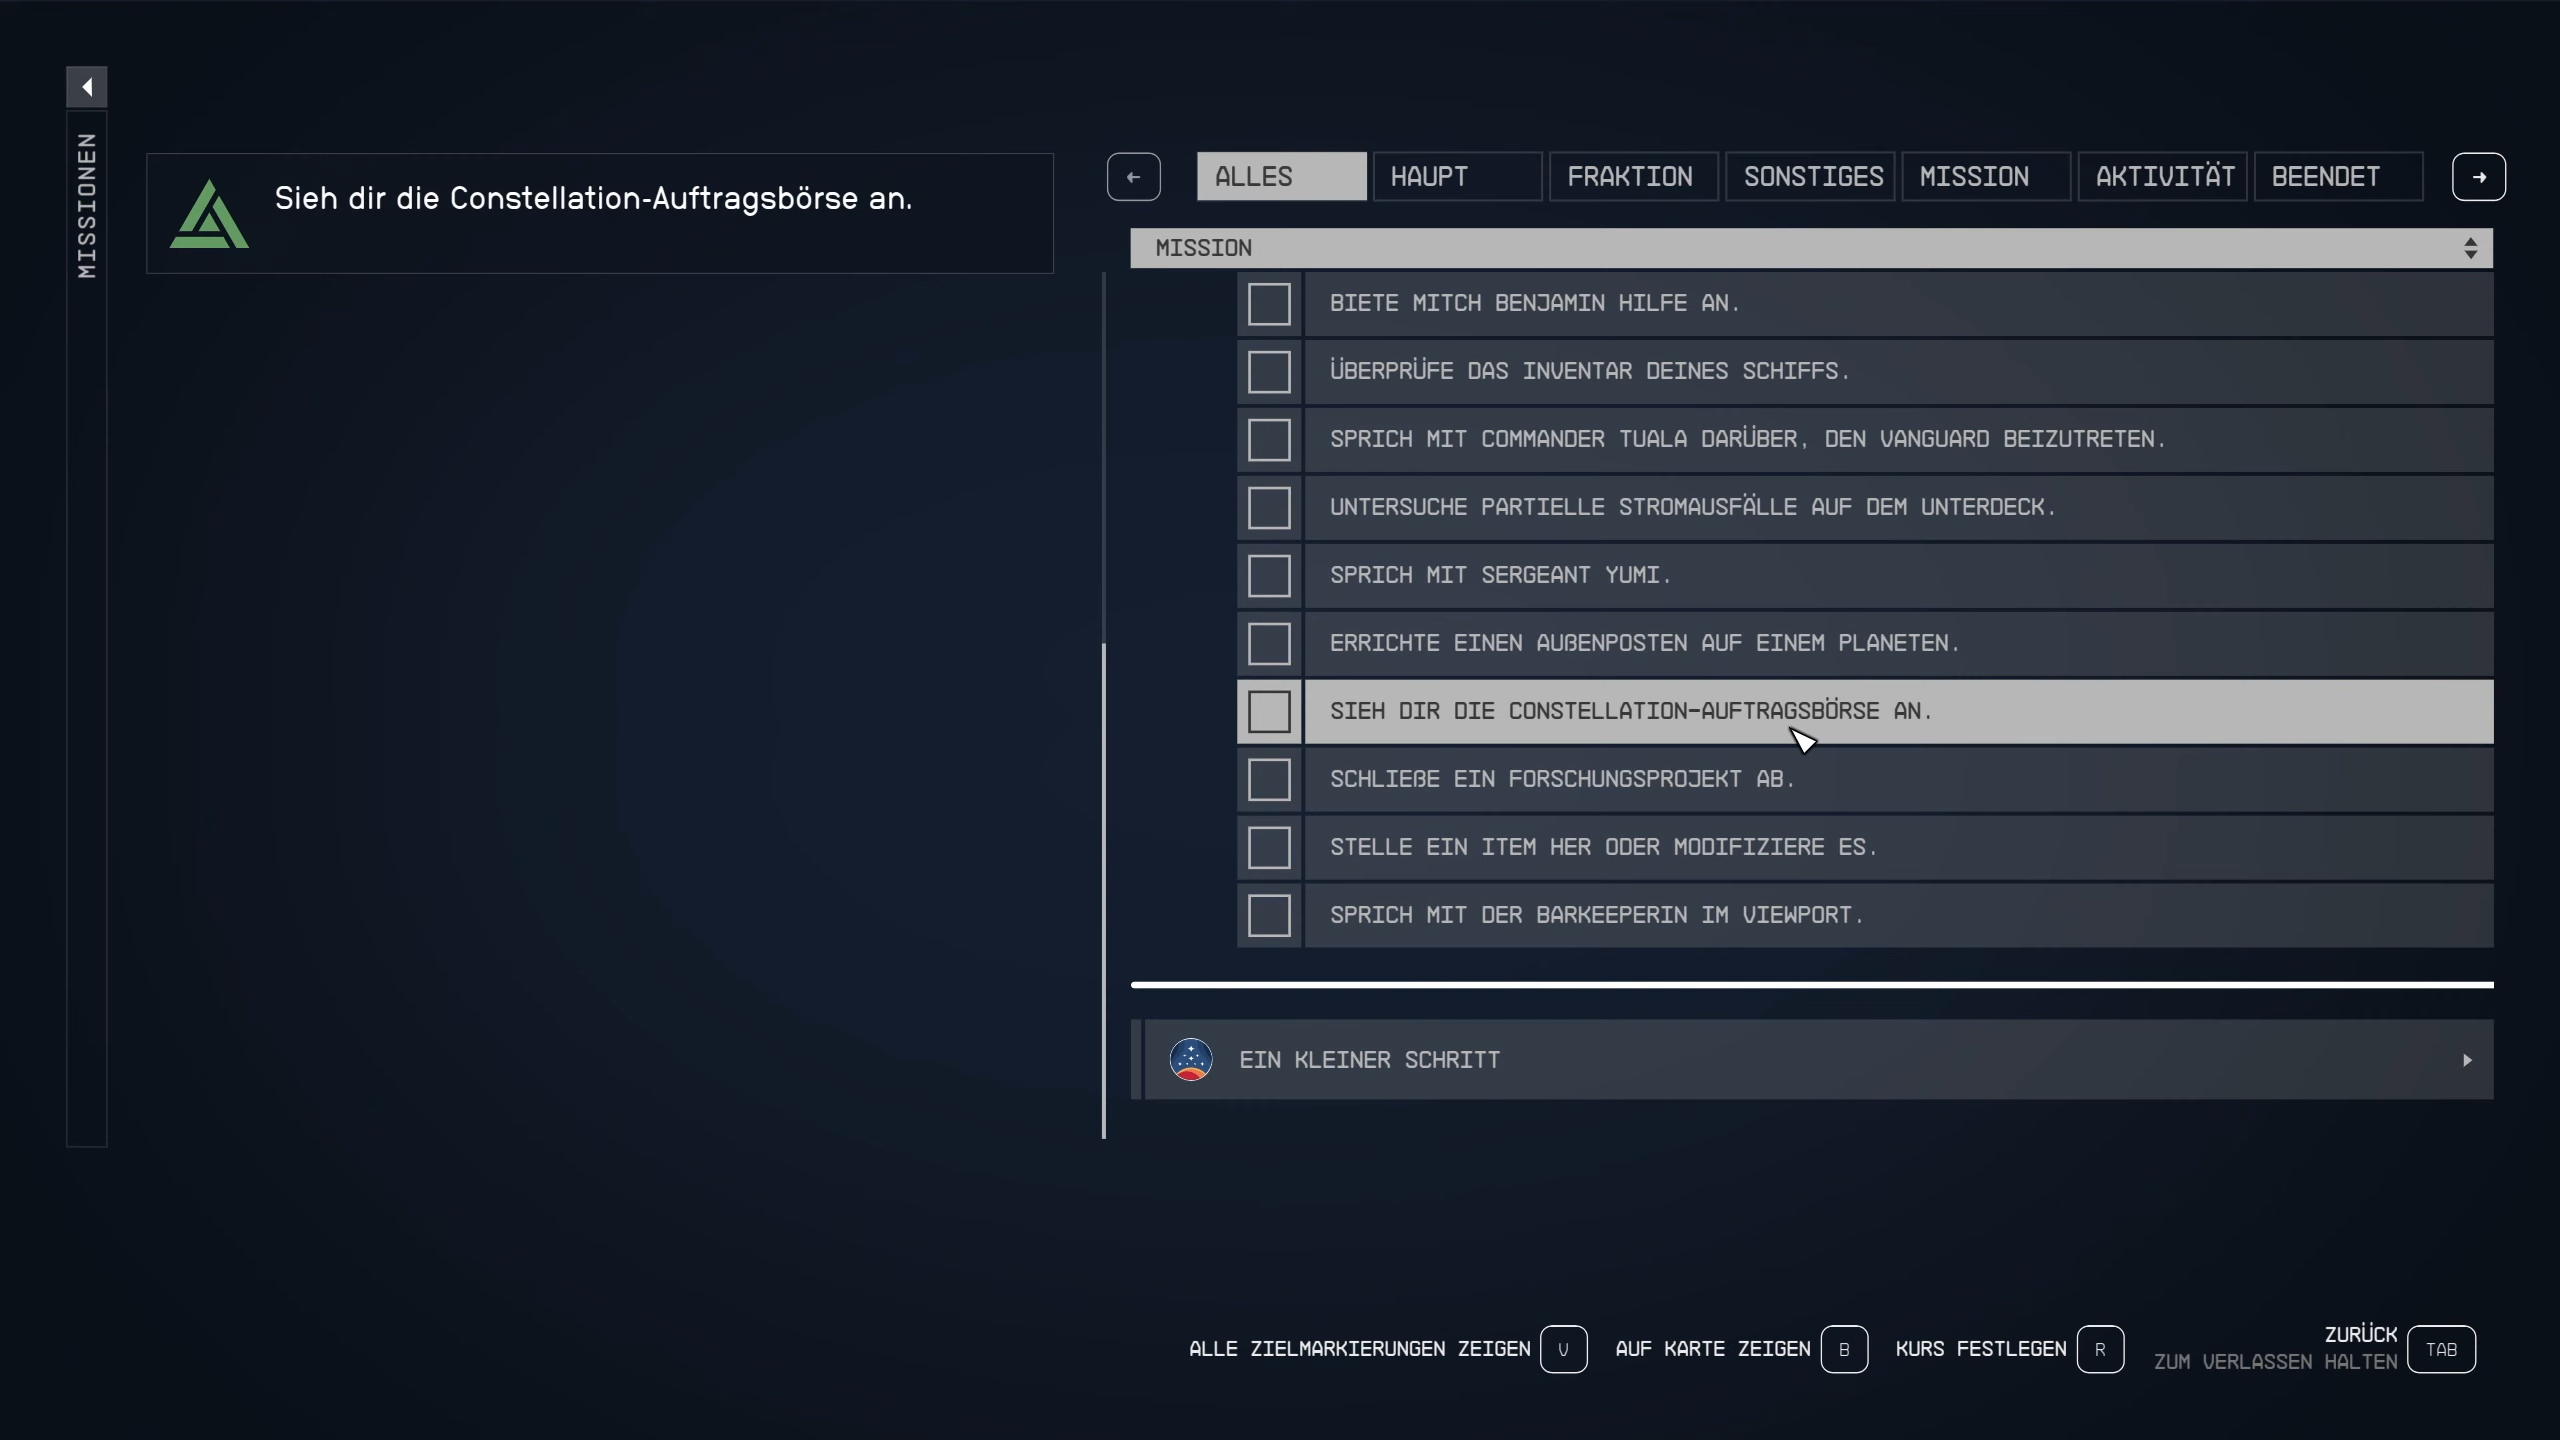 MISSIONEN
Sieh dir die Constellation-Auftragsbörse an.
ALLES HAUPT FRAKTION SONSTIGES MISSION AKTIVITÄT BEENDET
MISSION
BIETE MITCH BENJAMIN HILFE AN.
ÜBERPRÜFE DAS INVENTAR DEINES SCHIFFS.
SPRICH MIT COMMANDER TUALA DARÜBER, DEN VANGUARD BEIZUTRETEN.
UNTERSUCHE PARTIELLE STROMAUSFÄLLE AUF DEM UNTERDECK.
SPRICH MIT SERGEANT YUMI.
ERRICHTE EINEN AUßENPOSTEN AUF EINEM PLANETEN.
SIEH DIR DIE CONSTELLATION-AUFTRAGSBÖRSE AN.
SCHLIEßE EIN FORSCHUNGSPROJEKT AB.
STELLE EIN ITEM HER ODER MODIFIZIERE ES.
SPRICH MIT DER BARKEEPERIN IM VIEWPORT.
EIN KLEINER SCHRITT
ALLE ZIELMARKIERUNGEN ZEIGEN V AUF KARTE ZEIGEN B KURS FESTLEGEN R ZURÜCK TAB
ZUM VERLASSEN HALTEN